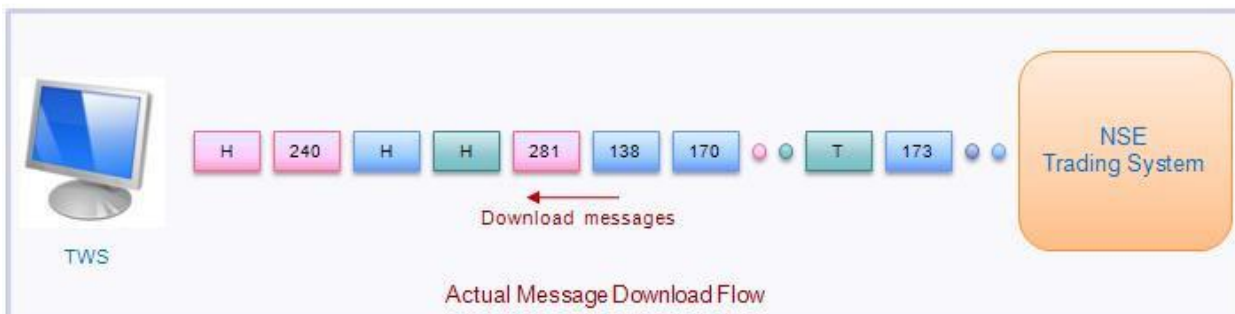 H 240 H H 281 138 170 T 173
NSE
Trading System
Download messages
TWS
Actual Message Download Flow